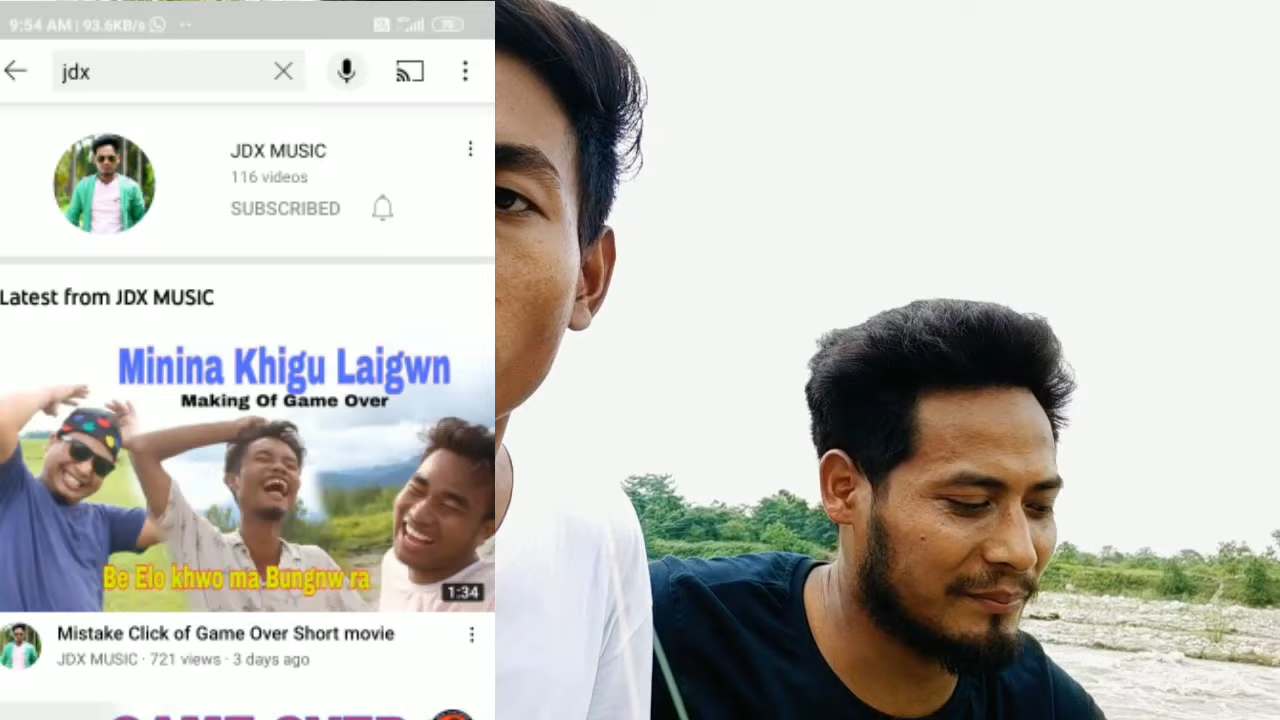 9:54 AM | 93.6KB/s
jdx
JDX MUSIC
116 videos
SUBSCRIBED
Latest from JDX MUSIC
Minina Khigu Laigwn
Making Of Game Over
Be Elo khwo ma Bungnw ra
1:34
Mistake Click of Game Over Short movie
JDX MUSIC · 721 views · 3 days ago
GAME OVER